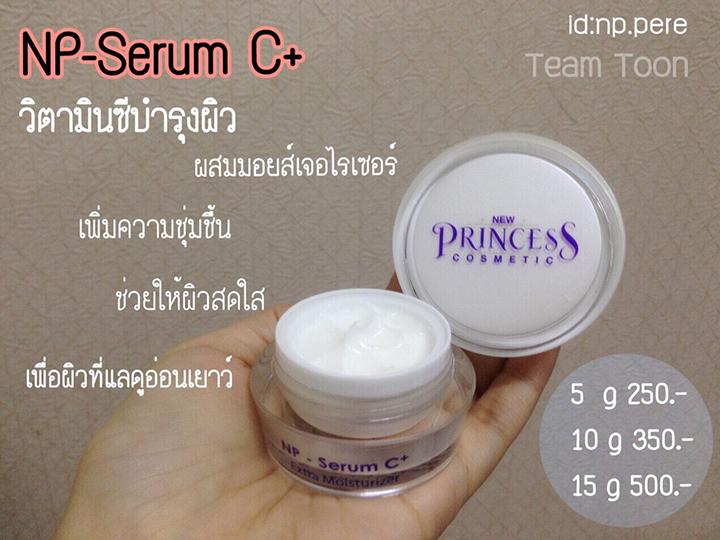 NP-Serum C+
id:np.pere
Team Toon
วิตามินซีบำรุงผิว
ผสมมอยส์เจอไรเซอร์
เพิ่มความชุ่มชื้น
ช่วยให้ผิวสดใส
เพื่อผิวที่แลดูอ่อนเยาว์
NEW
PRINCESS
COSMETIC
5 g 250.-
10 g 350.-
15 g 500.-
NP - Serum C+
Extra Moisturizer